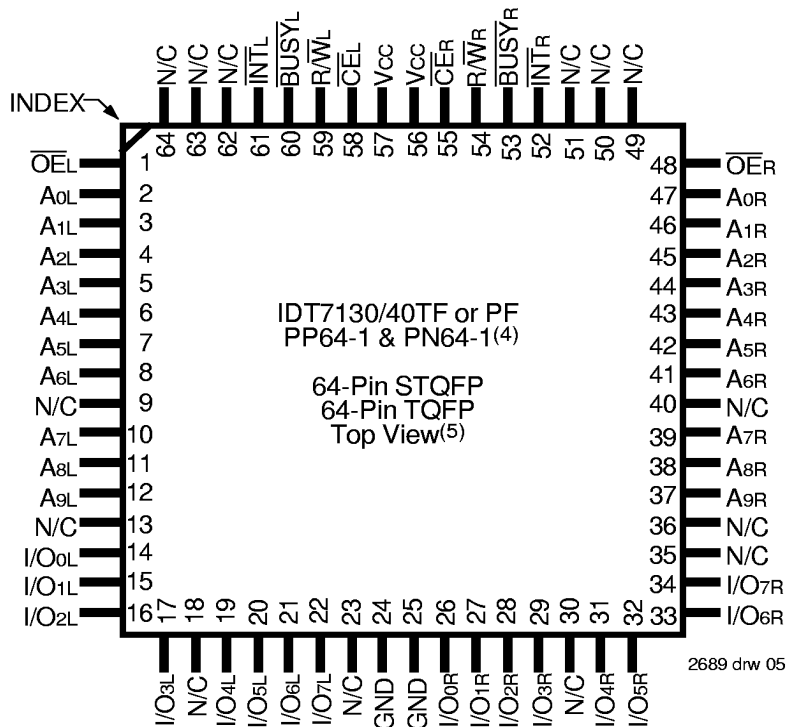 N/C N/C N/C INTL BUSYL R/WL CEL VCC VCC CER R/WR BUSYR INTR N/C N/C N/C
INDEX
64 63 62 61 60 59 58 57 56 55 54 53 52 51 50 49
OEL 1 48 OER
A0L 2 47 A0R
A1L 3 46 A1R
A2L 4 45 A2R
A3L 5 44 A3R
A4L 6 43 A4R
A5L 7 42 A5R
A6L 8 41 A6R
N/C 9 40 N/C
A7L 10 39 A7R
A8L 11 38 A8R
A9L 12 37 A9R
N/C 13 36 N/C
I/O0L 14 35 N/C
I/O1L 15 34 I/O7R
I/O2L 16 33 I/O6R
IDT7130/40TF or PF
PP64-1 & PN64-1(4)
64-Pin STQFP
64-Pin TQFP
Top View(5)
17 18 19 20 21 22 23 24 25 26 27 28 29 30 31 32
I/O3L N/C I/O4L I/O5L I/O6L I/O7L N/C GND GND I/O0R I/O1R I/O2R I/O3R N/C I/O4R I/O5R
2689 drw 05